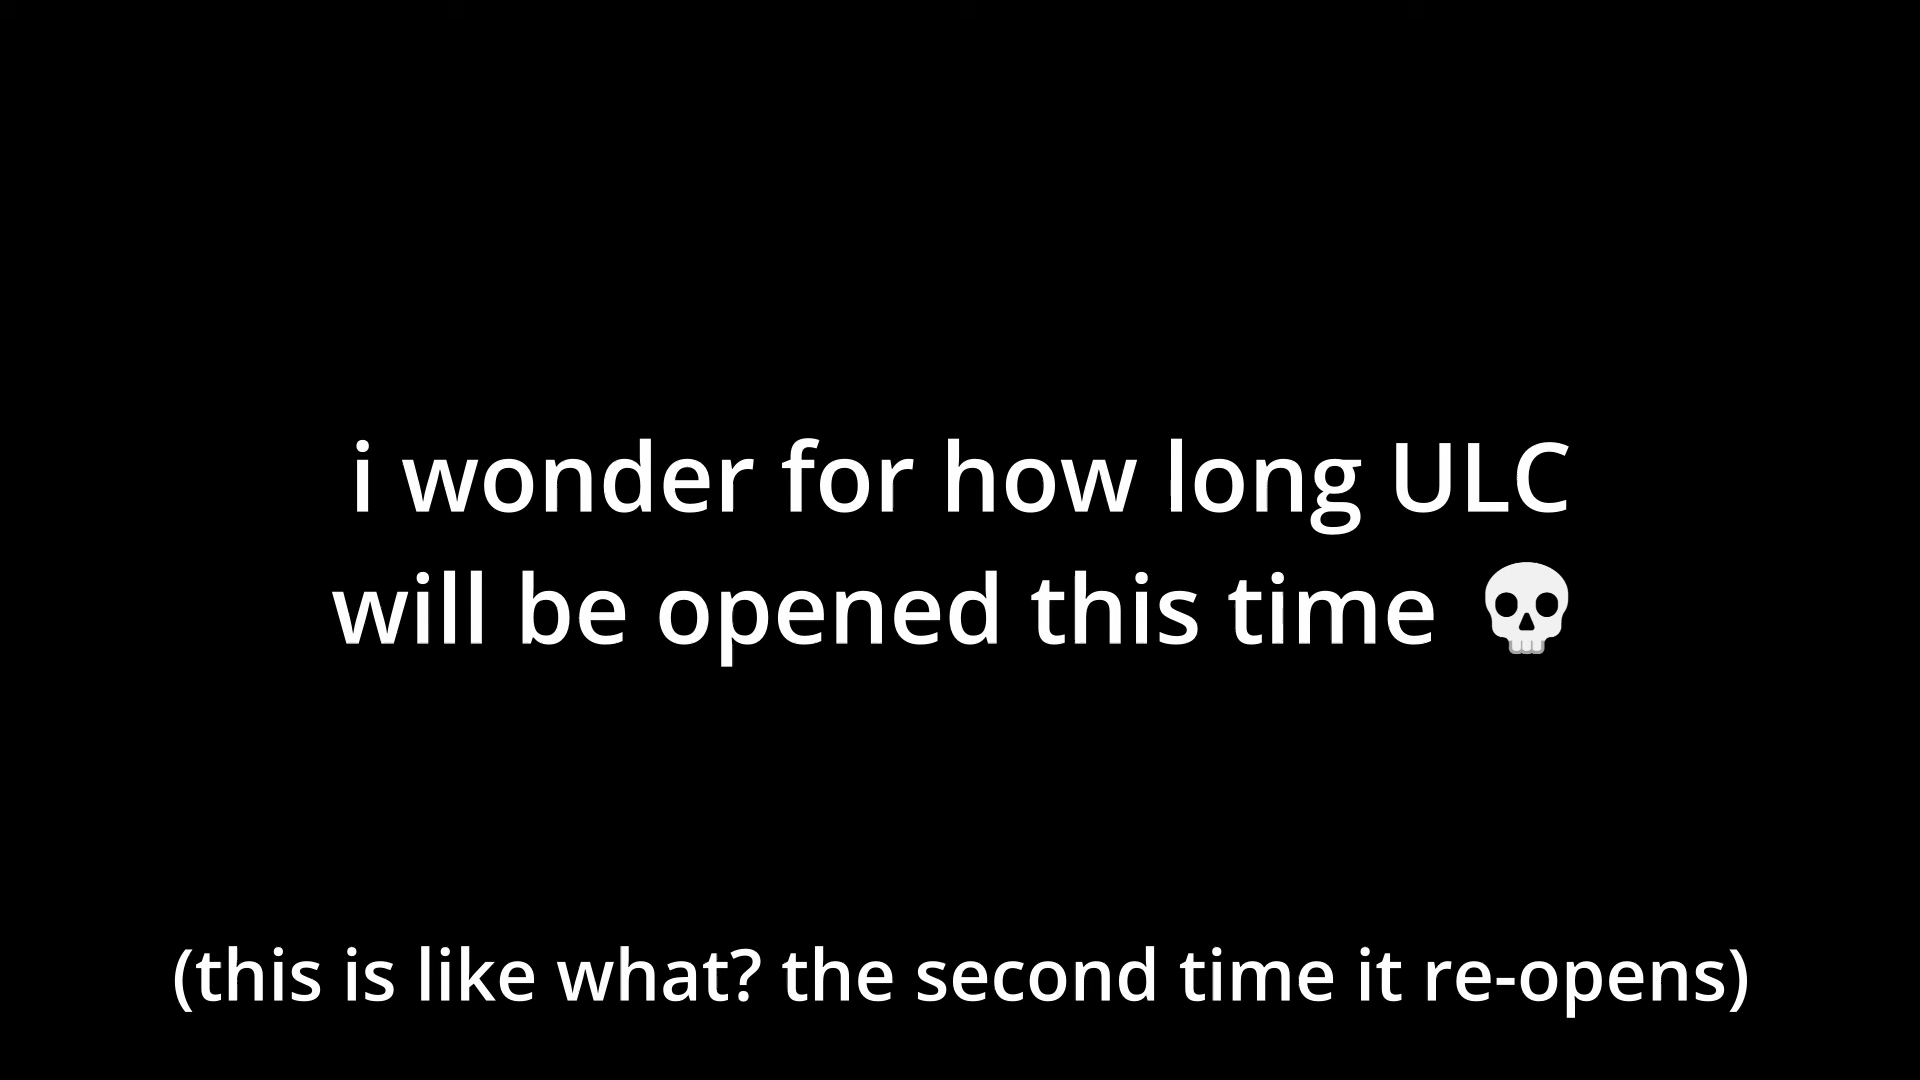 i wonder for how long ULC
will be opened this time 💀
(this is like what? the second time it re-opens)